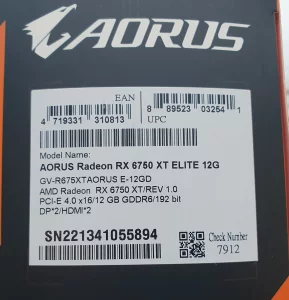 AORUS
EAN
4 719331 310813
8 89523 03254 1
UPC
Model Name:
AORUS Radeon RX 6750 XT ELITE 12G
GV-R675XTAORUS E-12GD
AMD Radeon RX 6750 XT/REV 1.0
PCI-E 4.0 x16/12 GB GDDR6/192 bit
DP*2/HDMI*2
SN221341055894
Check Number
7912